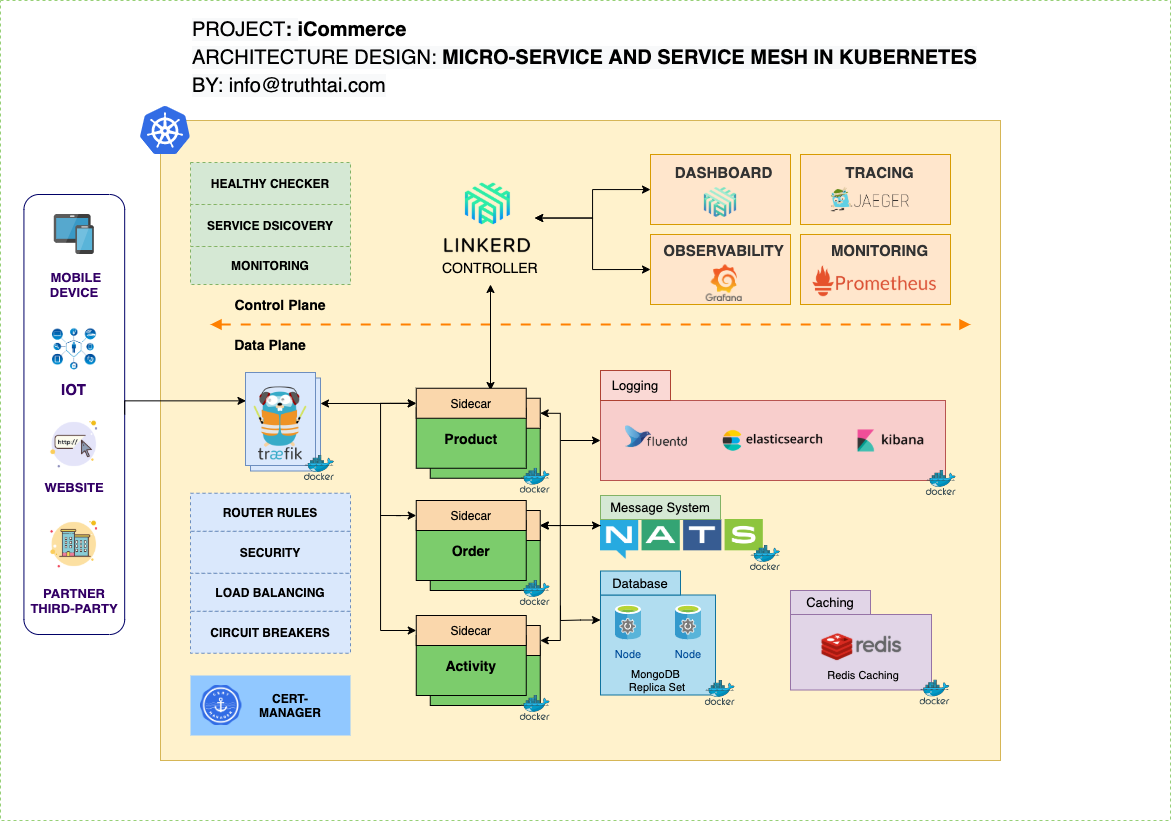 PROJECT: iCommerce
ARCHITECTURE DESIGN: MICRO-SERVICE AND SERVICE MESH IN KUBERNETES
BY: info@truthtai.com
MOBILE
DEVICE
IOT
http://
WEBSITE
PARTNER
THIRD-PARTY
HEALTHY CHECKER
SERVICE DSICOVERY
MONITORING
LINKERD
CONTROLLER
DASHBOARD
TRACING
JAEGER
OBSERVABILITY
Grafana
MONITORING
Prometheus
Control Plane
Data Plane
træfik
docker
ROUTER RULES
SECURITY
LOAD BALANCING
CIRCUIT BREAKERS
CERT-
MANAGER
Sidecar
Product
docker
Sidecar
Order
docker
Sidecar
Activity
docker
Logging
fluentd
elasticsearch
kibana
docker
Message System
NATS
docker
Database
Node
Node
MongoDB
Replica Set
docker
Caching
redis
Redis Caching
docker